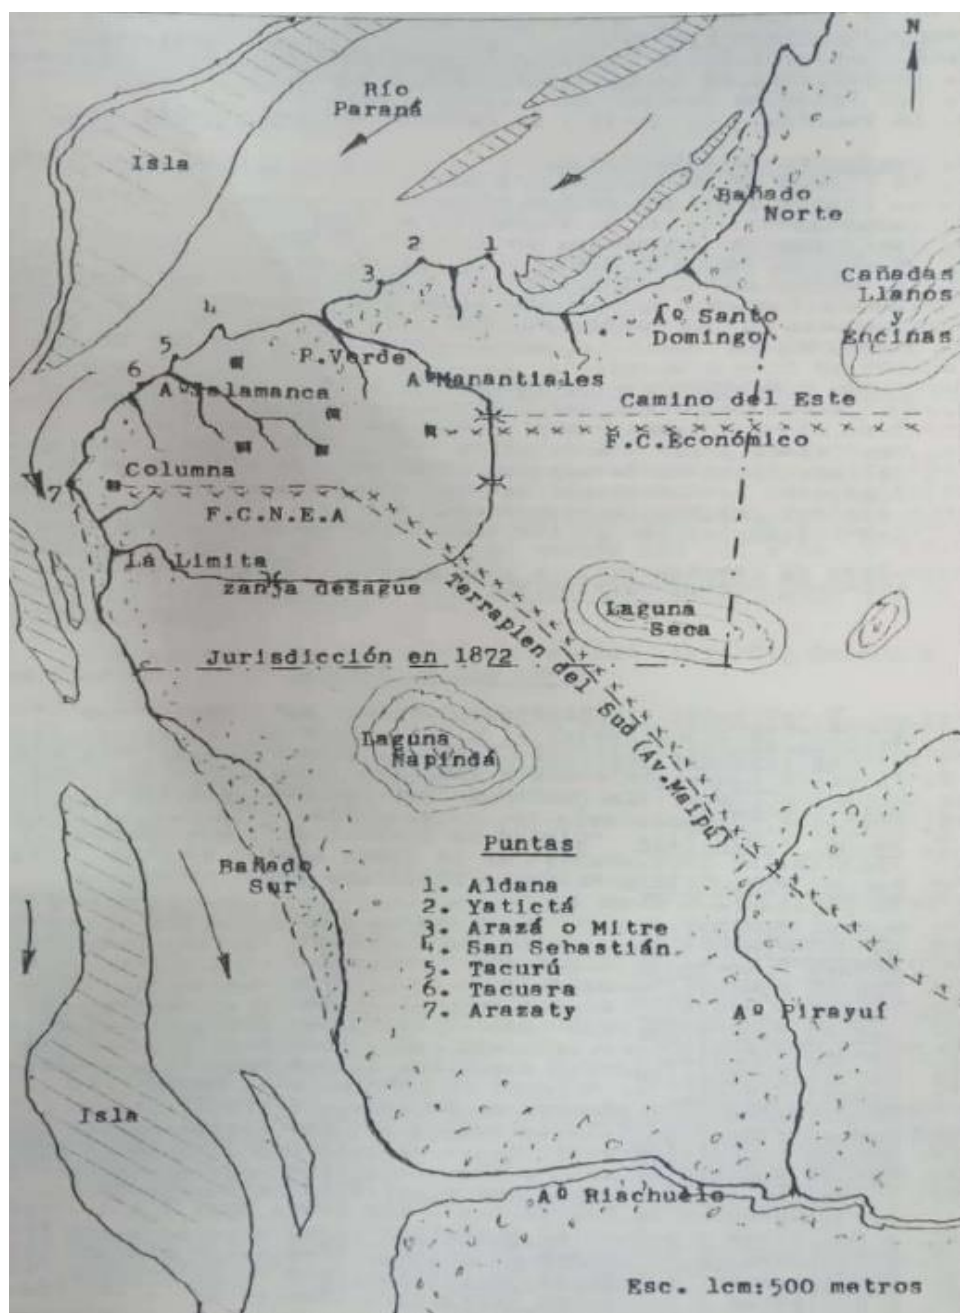 N
Río
Paraná
Isla
Bañado
Norte
1
2
3
4
5
6
7
Cañadas
Llanos
y
Encinas
Aº Santo
Domingo
P. Verde
Aº Manantiales
Aº Salamanca
Camino del Este
F.C.Económico
Columna
F.C.N.E.A
La Limita
zanja desague
Terraplen del Sud (Av.Maipú)
Laguna
Seca
Jurisdicción en 1872
Laguna
Mapindá
Bañado
Sur
Puntas
1. Aldana
2. Yatictá
3. Arazá o Mitre
4. San Sebastián.
5. Tacurú
6. Tacuara
7. Arazaty
Aº Pirayuí
Isla
Aº Riachuelo
Esc. 1cm:500 metros